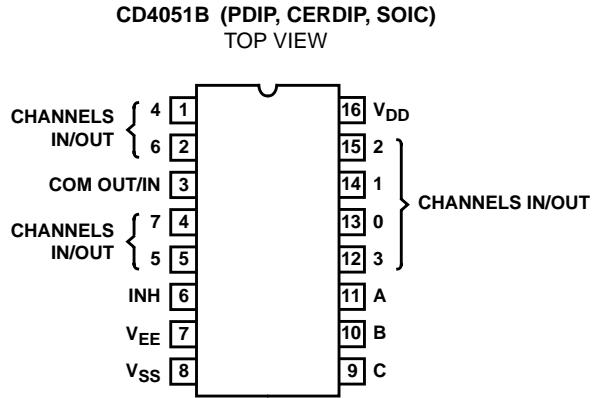 CD4051B (PDIP, CERDIP, SOIC)
TOP VIEW
CHANNELS IN/OUT
4 1
6 2
COM OUT/IN 3
CHANNELS IN/OUT
7 4
5 5
INH 6
VEE 7
VSS 8
16 VDD
15 2
14 1
13 0
12 3
CHANNELS IN/OUT
11 A
10 B
9 C